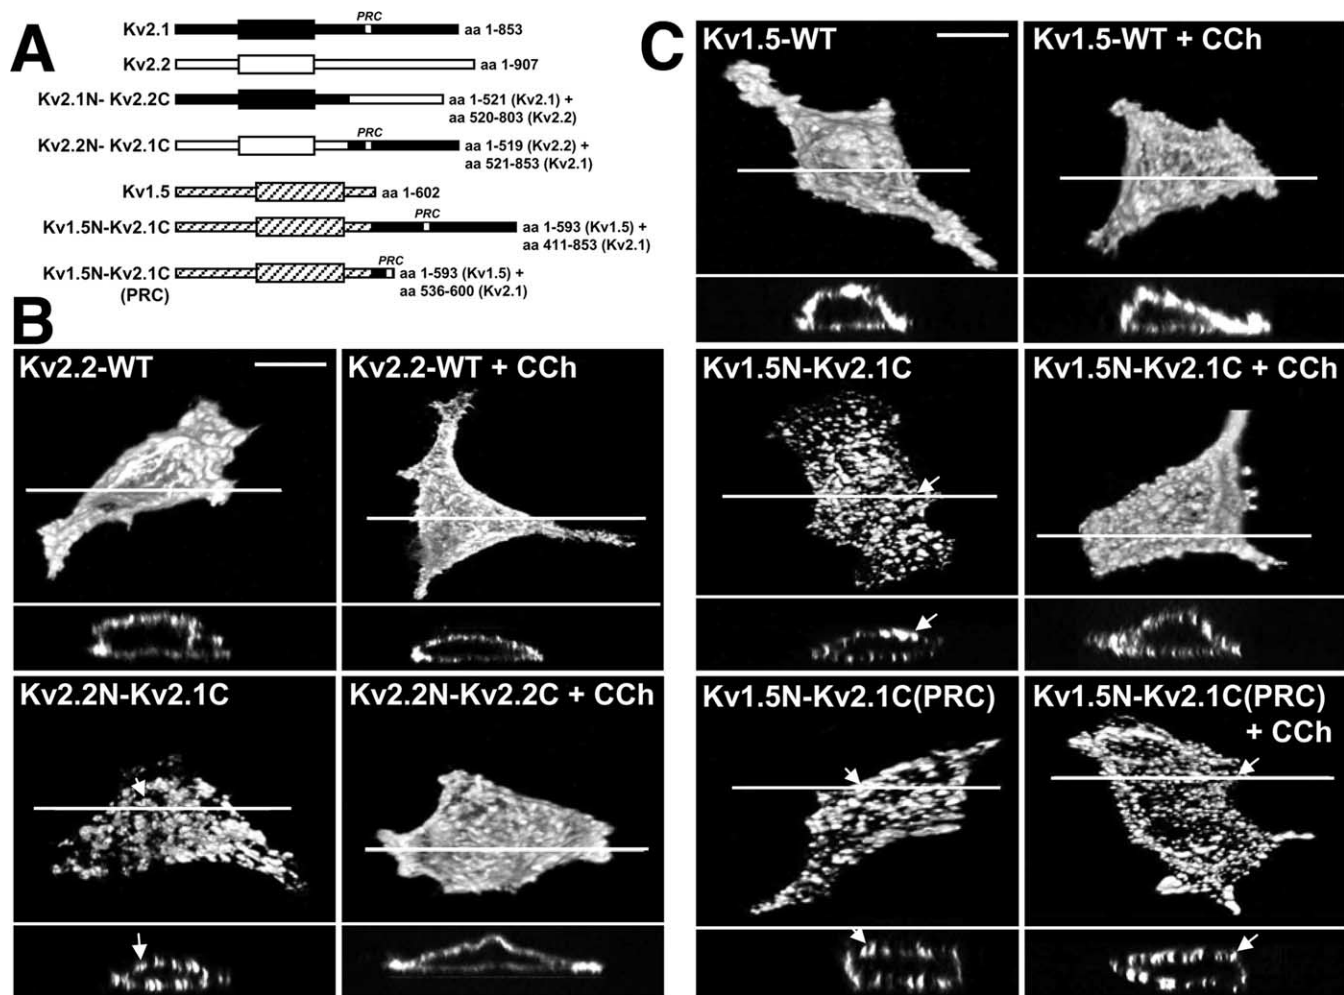 A
Kv2.1
PRC
aa 1-853
Kv2.2
aa 1-907
Kv2.1N- Kv2.2C
aa 1-521 (Kv2.1) +
aa 520-803 (Kv2.2)
Kv2.2N- Kv2.1C
PRC
aa 1-519 (Kv2.2) +
aa 521-853 (Kv2.1)
Kv1.5
aa 1-602
Kv1.5N-Kv2.1C
PRC
aa 1-593 (Kv1.5) +
aa 411-853 (Kv2.1)
Kv1.5N-Kv2.1C
(PRC)
PRC
aa 1-593 (Kv1.5) +
aa 536-600 (Kv2.1)
B
Kv2.2-WT
Kv2.2-WT + CCh
Kv2.2N-Kv2.1C
Kv2.2N-Kv2.2C + CCh
C
Kv1.5-WT
Kv1.5-WT + CCh
Kv1.5N-Kv2.1C
Kv1.5N-Kv2.1C + CCh
Kv1.5N-Kv2.1C(PRC)
Kv1.5N-Kv2.1C(PRC)
+ CCh